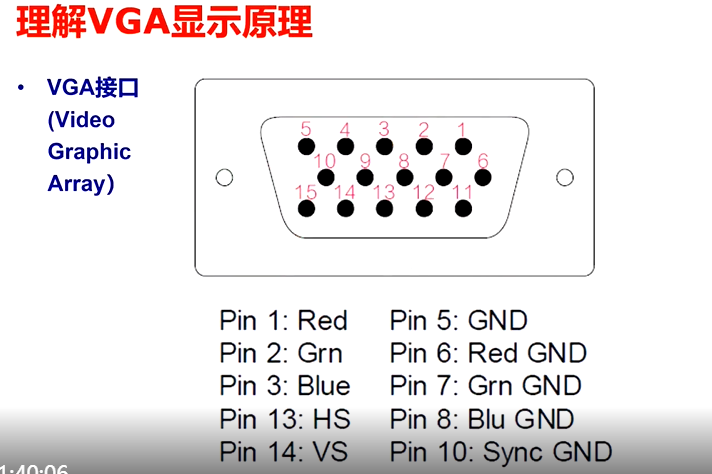 理解VGA显示原理
• VGA接口
(Video
Graphic
Array)
5 4 3 2 1
10 9 8 7 6
15 14 13 12 11
Pin 1: Red Pin 5: GND
Pin 2: Grn Pin 6: Red GND
Pin 3: Blue Pin 7: Grn GND
Pin 13: HS Pin 8: Blu GND
Pin 14: VS Pin 10: Sync GND
1:40:06